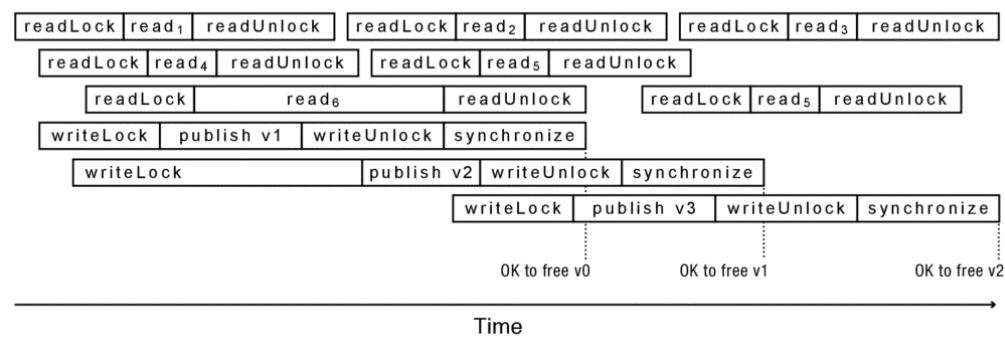 readLock read₁ readUnlock readLock read₂ readUnlock readLock read₃ readUnlock
readLock read₄ readUnlock readLock read₅ readUnlock
readLock read₆ readUnlock readLock read₅ readUnlock
writeLock publish v1 writeUnlock synchronize
writeLock publish v2 writeUnlock synchronize
writeLock publish v3 writeUnlock synchronize
OK to free v0 OK to free v1 OK to free v2
Time